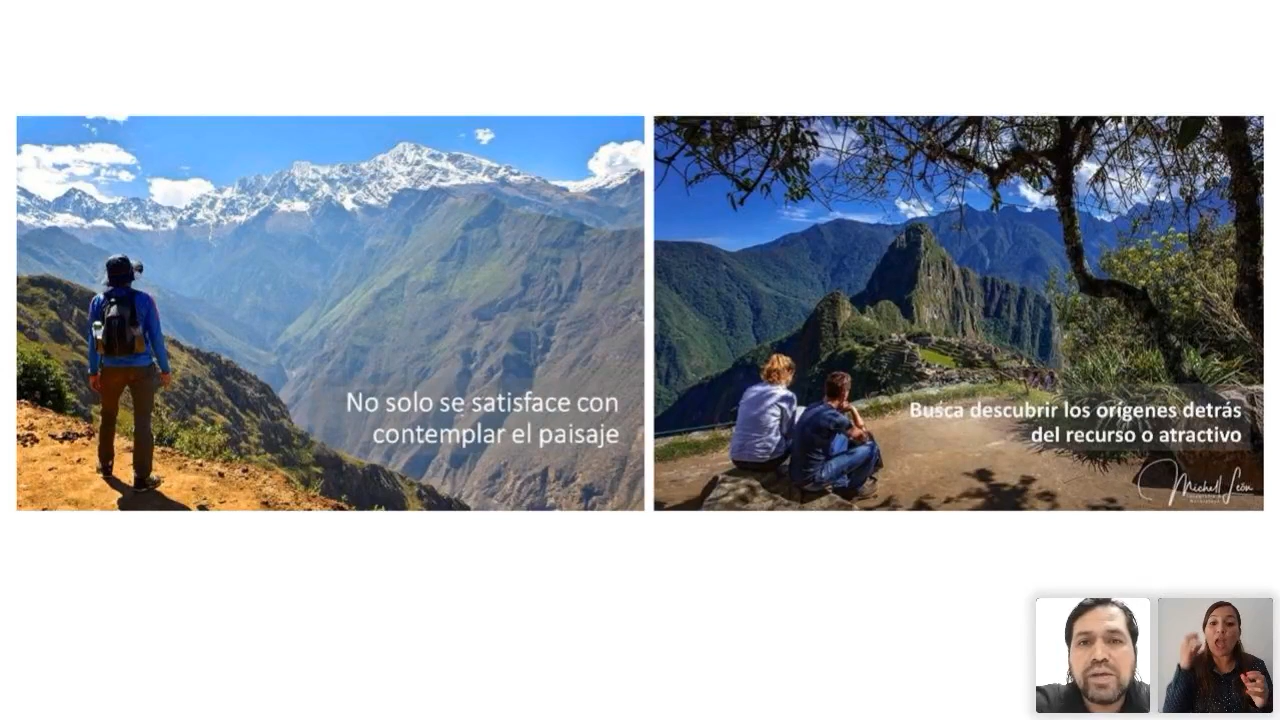 No solo se satisface con
contemplar el paisaje
Busca descubrir los orígenes detrás
del recurso o atractivo
Michell León